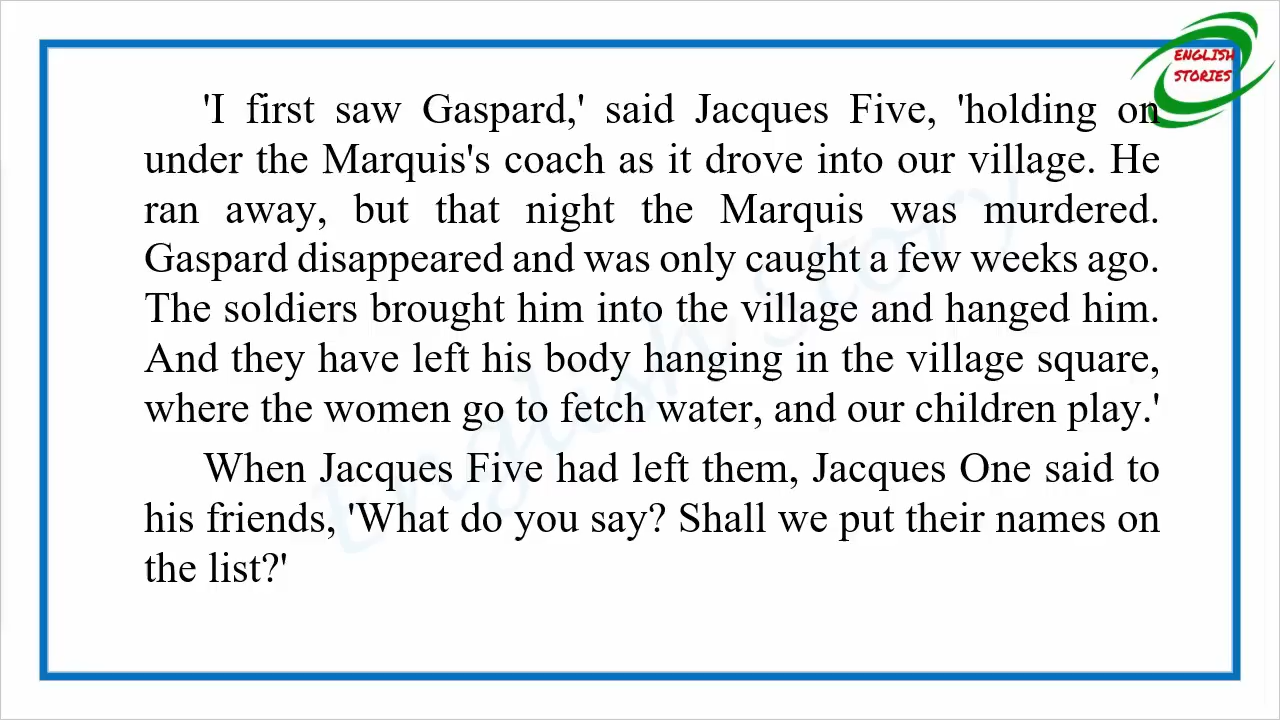 ENGLISH
STORIES
'I first saw Gaspard,' said Jacques Five, 'holding on
under the Marquis's coach as it drove into our village. He
ran away, but that night the Marquis was murdered.
Gaspard disappeared and was only caught a few weeks ago.
The soldiers brought him into the village and hanged him.
And they have left his body hanging in the village square,
where the women go to fetch water, and our children play.'
When Jacques Five had left them, Jacques One said to
his friends, 'What do you say? Shall we put their names on
the list?'
English Story